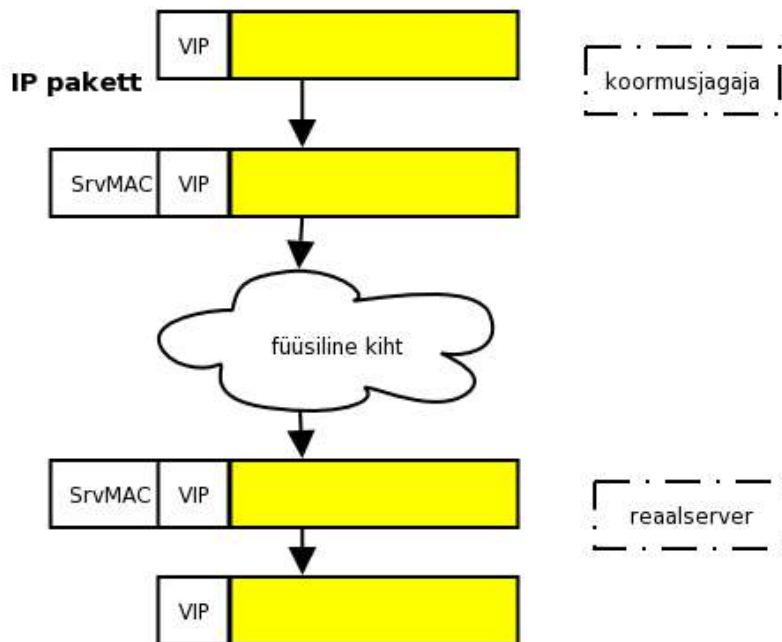 VIP
IP pakett
koormusjagaja
SrvMAC VIP
füüsiline kiht
SrvMAC VIP
reaalserver
VIP